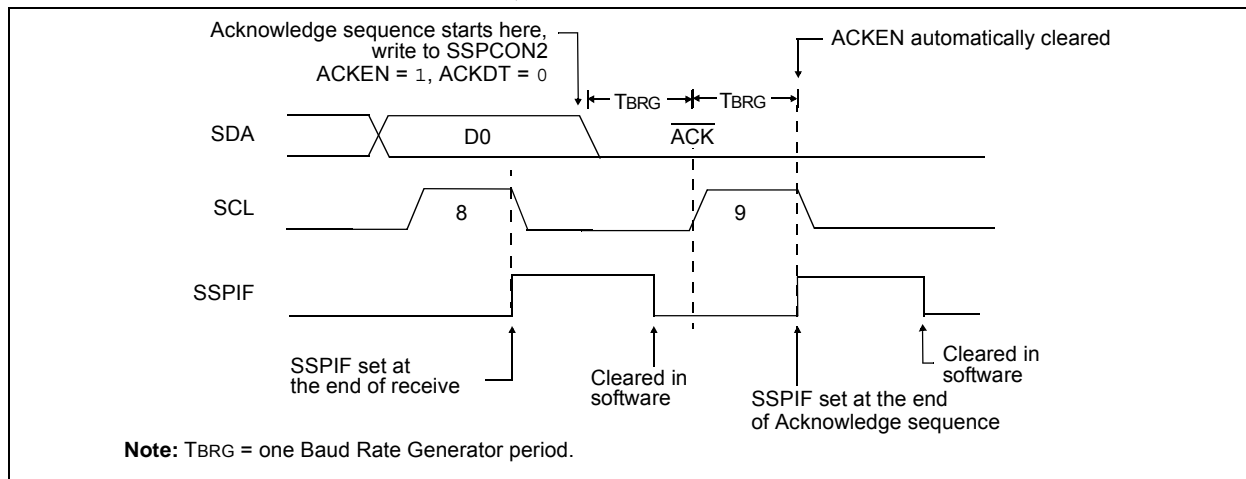 Acknowledge sequence starts here,
write to SSPCON2
ACKEN = 1, ACKDT = 0
ACKEN automatically cleared
TBRG
TBRG
SDA
D0
ACK
SCL
8
9
SSPIF
SSPIF set at
the end of receive
Cleared in
software
SSPIF set at the end
of Acknowledge sequence
Cleared in
software
Note: TBRG = one Baud Rate Generator period.